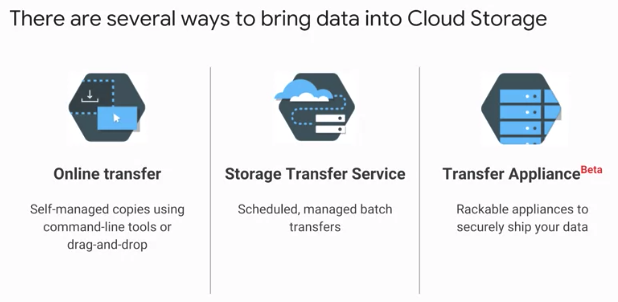 There are several ways to bring data into Cloud Storage
Online transfer
Self-managed copies using
command-line tools or
drag-and-drop
Storage Transfer Service
Scheduled, managed batch
transfers
Transfer Appliance Beta
Rackable appliances to
securely ship your data